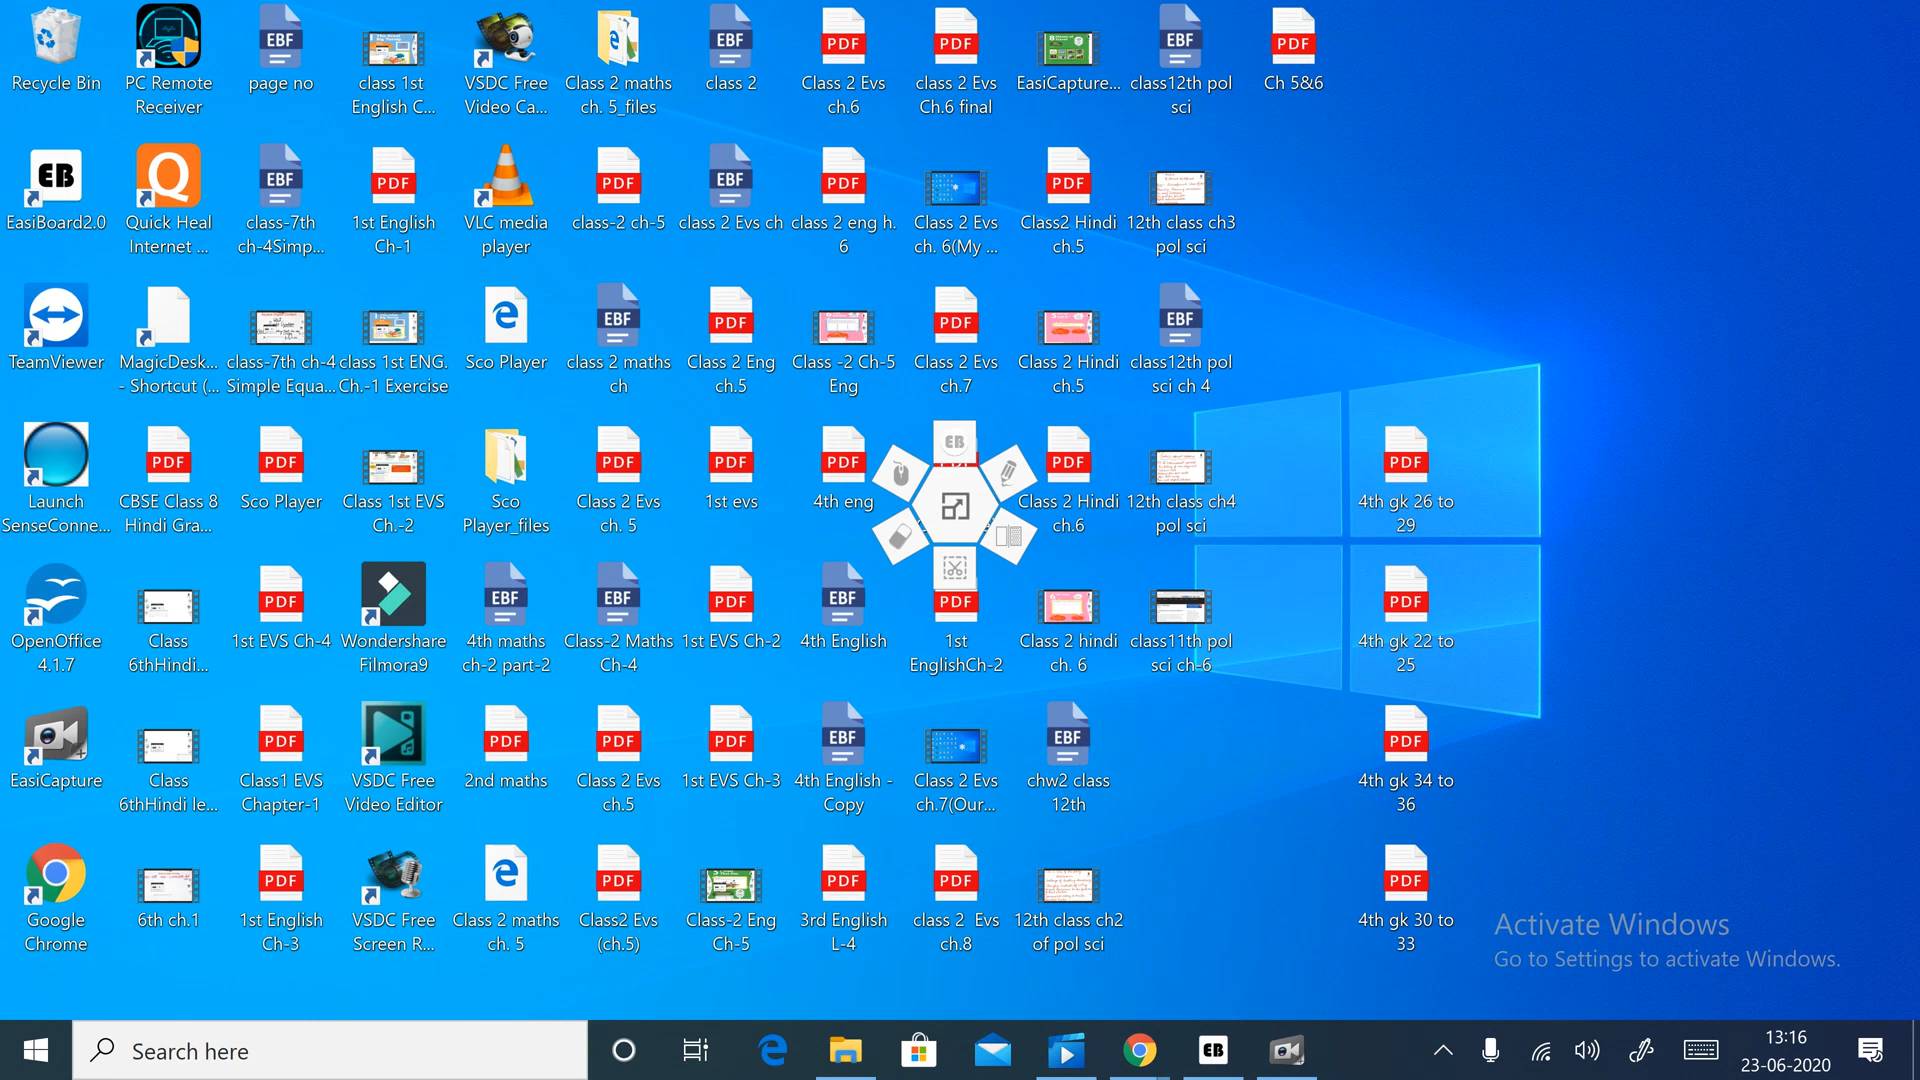 Recycle Bin
PC Remote
Receiver
EBF
page no
class 1st
English C...
VSDC Free
Video Ca...
Class 2 maths
ch. 5_files
EBF
class 2
PDF
Class 2 Evs
ch.6
PDF
class 2 Evs
Ch.6 final
EasiCapture...
EBF
class12th pol
sci
PDF
Ch 5&6
EB
EasiBoard2.0
Quick Heal
Internet ...
EBF
class-7th
ch-4Simp...
PDF
1st English
Ch-1
VLC media
player
PDF
class-2 ch-5
EBF
class 2 Evs ch
PDF
class 2 eng h.
6
Class 2 Evs
ch. 6(My ...
PDF
Class2 Hindi
ch.5
12th class ch3
pol sci
TeamViewer
MagicDesk...
- Shortcut (...
class-7th ch-4
Simple Equa...
class 1st ENG.
Ch.-1 Exercise
Sco Player
EBF
class 2 maths
ch
PDF
Class 2 Eng
ch.5
Class -2 Ch-5
Eng
PDF
Class 2 Evs
ch.7
Class 2 Hindi
ch.5
EBF
class12th pol
sci ch 4
Launch
SenseConne...
PDF
CBSE Class 8
Hindi Gra...
PDF
Sco Player
Class 1st EVS
Ch.-2
Sco
Player_files
PDF
Class 2 Evs
ch. 5
PDF
1st evs
PDF
4th eng
EB
PDF
Class 2 Hindi
ch.6
12th class ch4
pol sci
PDF
4th gk 26 to
29
OpenOffice
4.1.7
Class
6thHindi...
PDF
1st EVS Ch-4
Wondershare
Filmora9
EBF
4th maths
ch-2 part-2
EBF
Class-2 Maths
Ch-4
PDF
1st EVS Ch-2
EBF
4th English
PDF
1st
EnglishCh-2
Class 2 hindi
ch. 6
class11th pol
sci ch-6
PDF
4th gk 22 to
25
EasiCapture
Class
6thHindi le...
PDF
Class1 EVS
Chapter-1
VSDC Free
Video Editor
PDF
2nd maths
PDF
Class 2 Evs
ch.5
PDF
1st EVS Ch-3
EBF
4th English -
Copy
Class 2 Evs
ch.7(Our...
EBF
chw2 class
12th
PDF
4th gk 34 to
36
Google
Chrome
6th ch.1
PDF
1st English
Ch-3
VSDC Free
Screen R...
Class 2 maths
ch. 5
PDF
Class2 Evs
(ch.5)
Class-2 Eng
Ch-5
PDF
3rd English
L-4
PDF
class 2 Evs
ch.8
12th class ch2
of pol sci
PDF
4th gk 30 to
33
Activate Windows
Go to Settings to activate Windows.
Search here
EB
13:16
23-06-2020